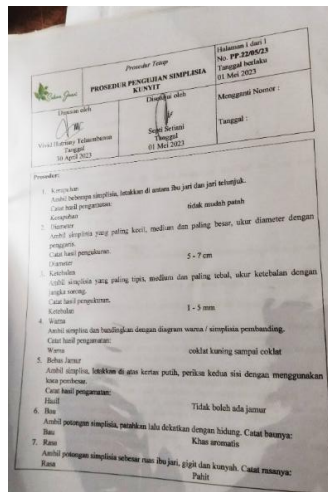 Prosedur Tetap
Halaman 1 dari 1
No. PP.22/05/23
Tanggal berlaku
01 Mei 2023
PROSEDUR PENGUJIAN SIMPLISIA
KUNYIT
Disusun oleh
Disetujui oleh
Mengganti Nomor :
Tanggal
30 April 2023
Septi Setiani
Tanggal
01 Mei 2023
Tanggal :
Prosedur:
1. Kerapuhan
Ambil beberapa simplisia, letakkan di antara ibu jari dan jari telunjuk.
Catat hasil pengamatan:
Kerapuhan tidak mudah patah
2. Diameter
Ambil simplisia yang paling kecil, medium dan paling besar, ukur diameter dengan
penggaris.
Catat hasil pengukuran.
Diameter 5 - 7 cm
3. Ketebalan
Ambil simplisia yang paling tipis, medium dan paling tebal, ukur ketebalan dengan
jangka sorong.
Catat hasil pengukuran.
Ketebalan 1 - 5 mm
4. Warna
Ambil simplisia dan bandingkan dengan diagram warna / simplisia pembanding.
Catat hasil pengamatan:
Warna coklat kuning sampai coklat
5. Bebas Jamur
Ambil simplisia, letakkan di atas kertas putih, periksa kedua sisi dengan menggunakan
kaca pembesar.
Catat hasil pengamatan:
Hasil Tidak boleh ada jamur
6. Bau
Ambil potongan simplisia, patahkan lalu dekatkan dengan hidung. Catat baunya:
Bau Khas aromatis
7. Rasa
Ambil potongan simplisia sebesar ruas ibu jari, gigit dan kunyah. Catat rasanya:
Rasa Pahit